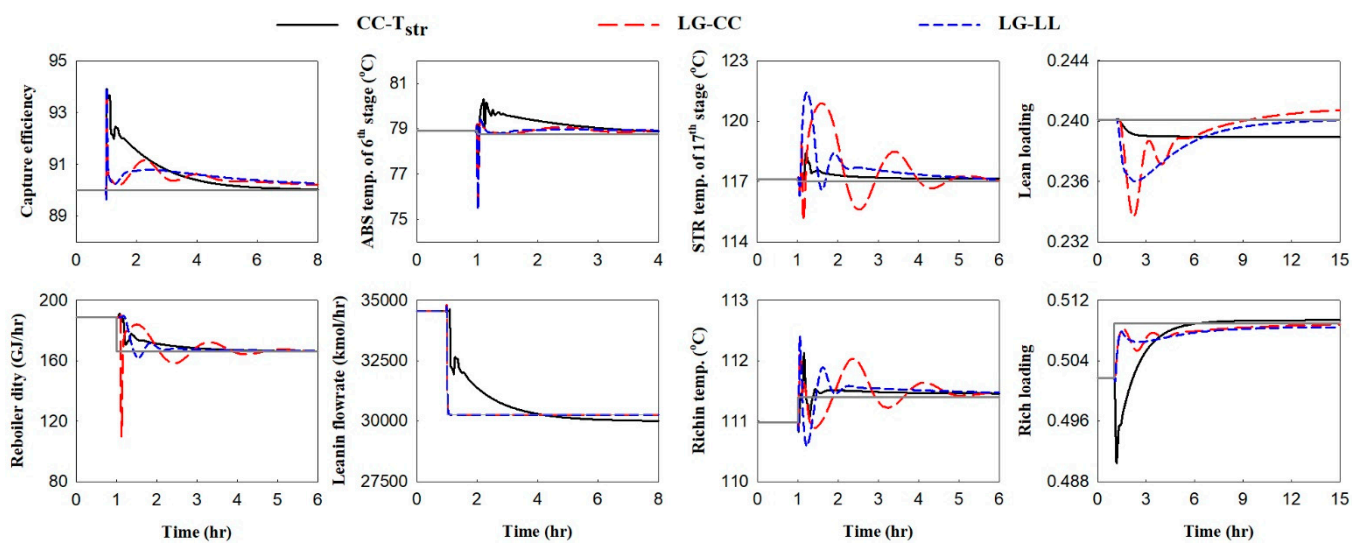 CC-Tstr LG-CC LG-LL
Capture efficiency
95
93
91
89
0 2 4 6 8
ABS temp. of 6th stage (oC)
81
79
77
75
0 1 2 3 4
STR temp. of 17th stage (oC)
123
120
117
114
0 1 2 3 4 5 6
Lean loading
0.244
0.240
0.236
0.232
0 3 6 9 12 15
Reboiler dity (GJ/hr)
200
160
120
80
0 1 2 3 4 5 6
Time (hr)
Leanin flowrate (kmol/hr)
35000
32500
30000
27500
0 2 4 6 8
Time (hr)
Richin temp. (oC)
113
112
111
110
0 1 2 3 4 5 6
Time (hr)
Rich loading
0.512
0.504
0.496
0.488
0 3 6 9 12 15
Time (hr)